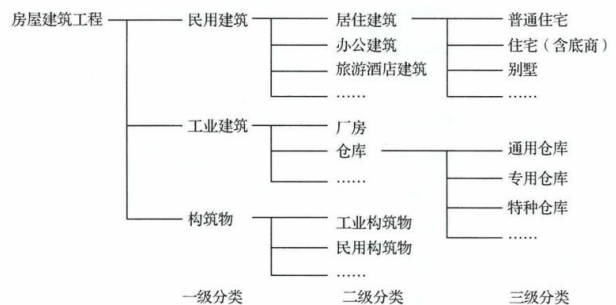 房屋建筑工程 民用建筑 居住建筑 普通住宅
办公建筑 住宅（含底商）
旅游酒店建筑 别墅
…… ……
工业建筑 厂房
仓库 通用仓库
…… 专用仓库
构筑物 工业构筑物 特种仓库
民用构筑物 ……
……
一级分类 二级分类 三级分类